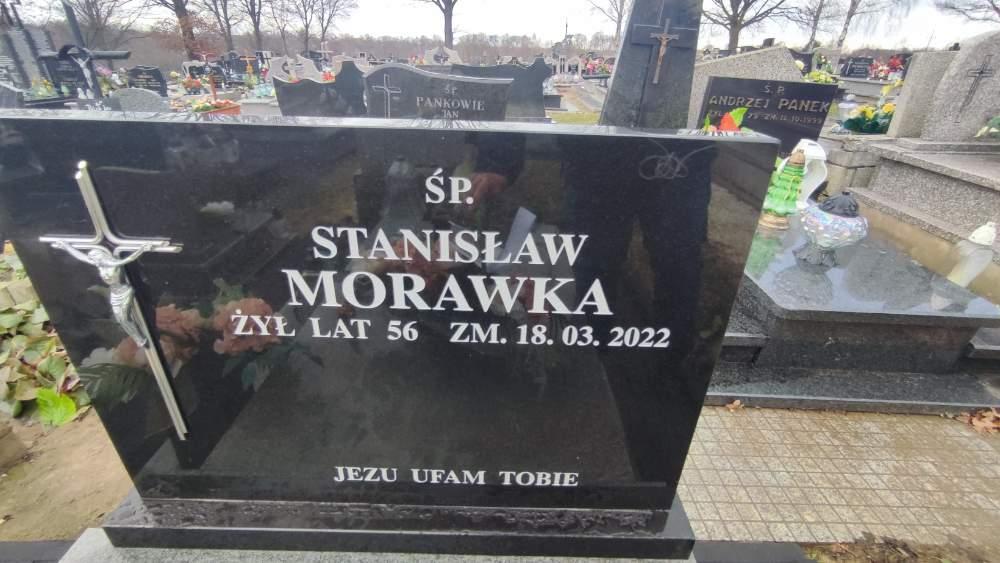 ŚP.
STANISŁAW
MORAWKA
ŻYŁ LAT 56 ZM. 18. 03. 2022
JEZU UFAM TOBIE
ŚP.
PANKOWIE
JAN
Ś.P.
ANDRZEJ PANEK